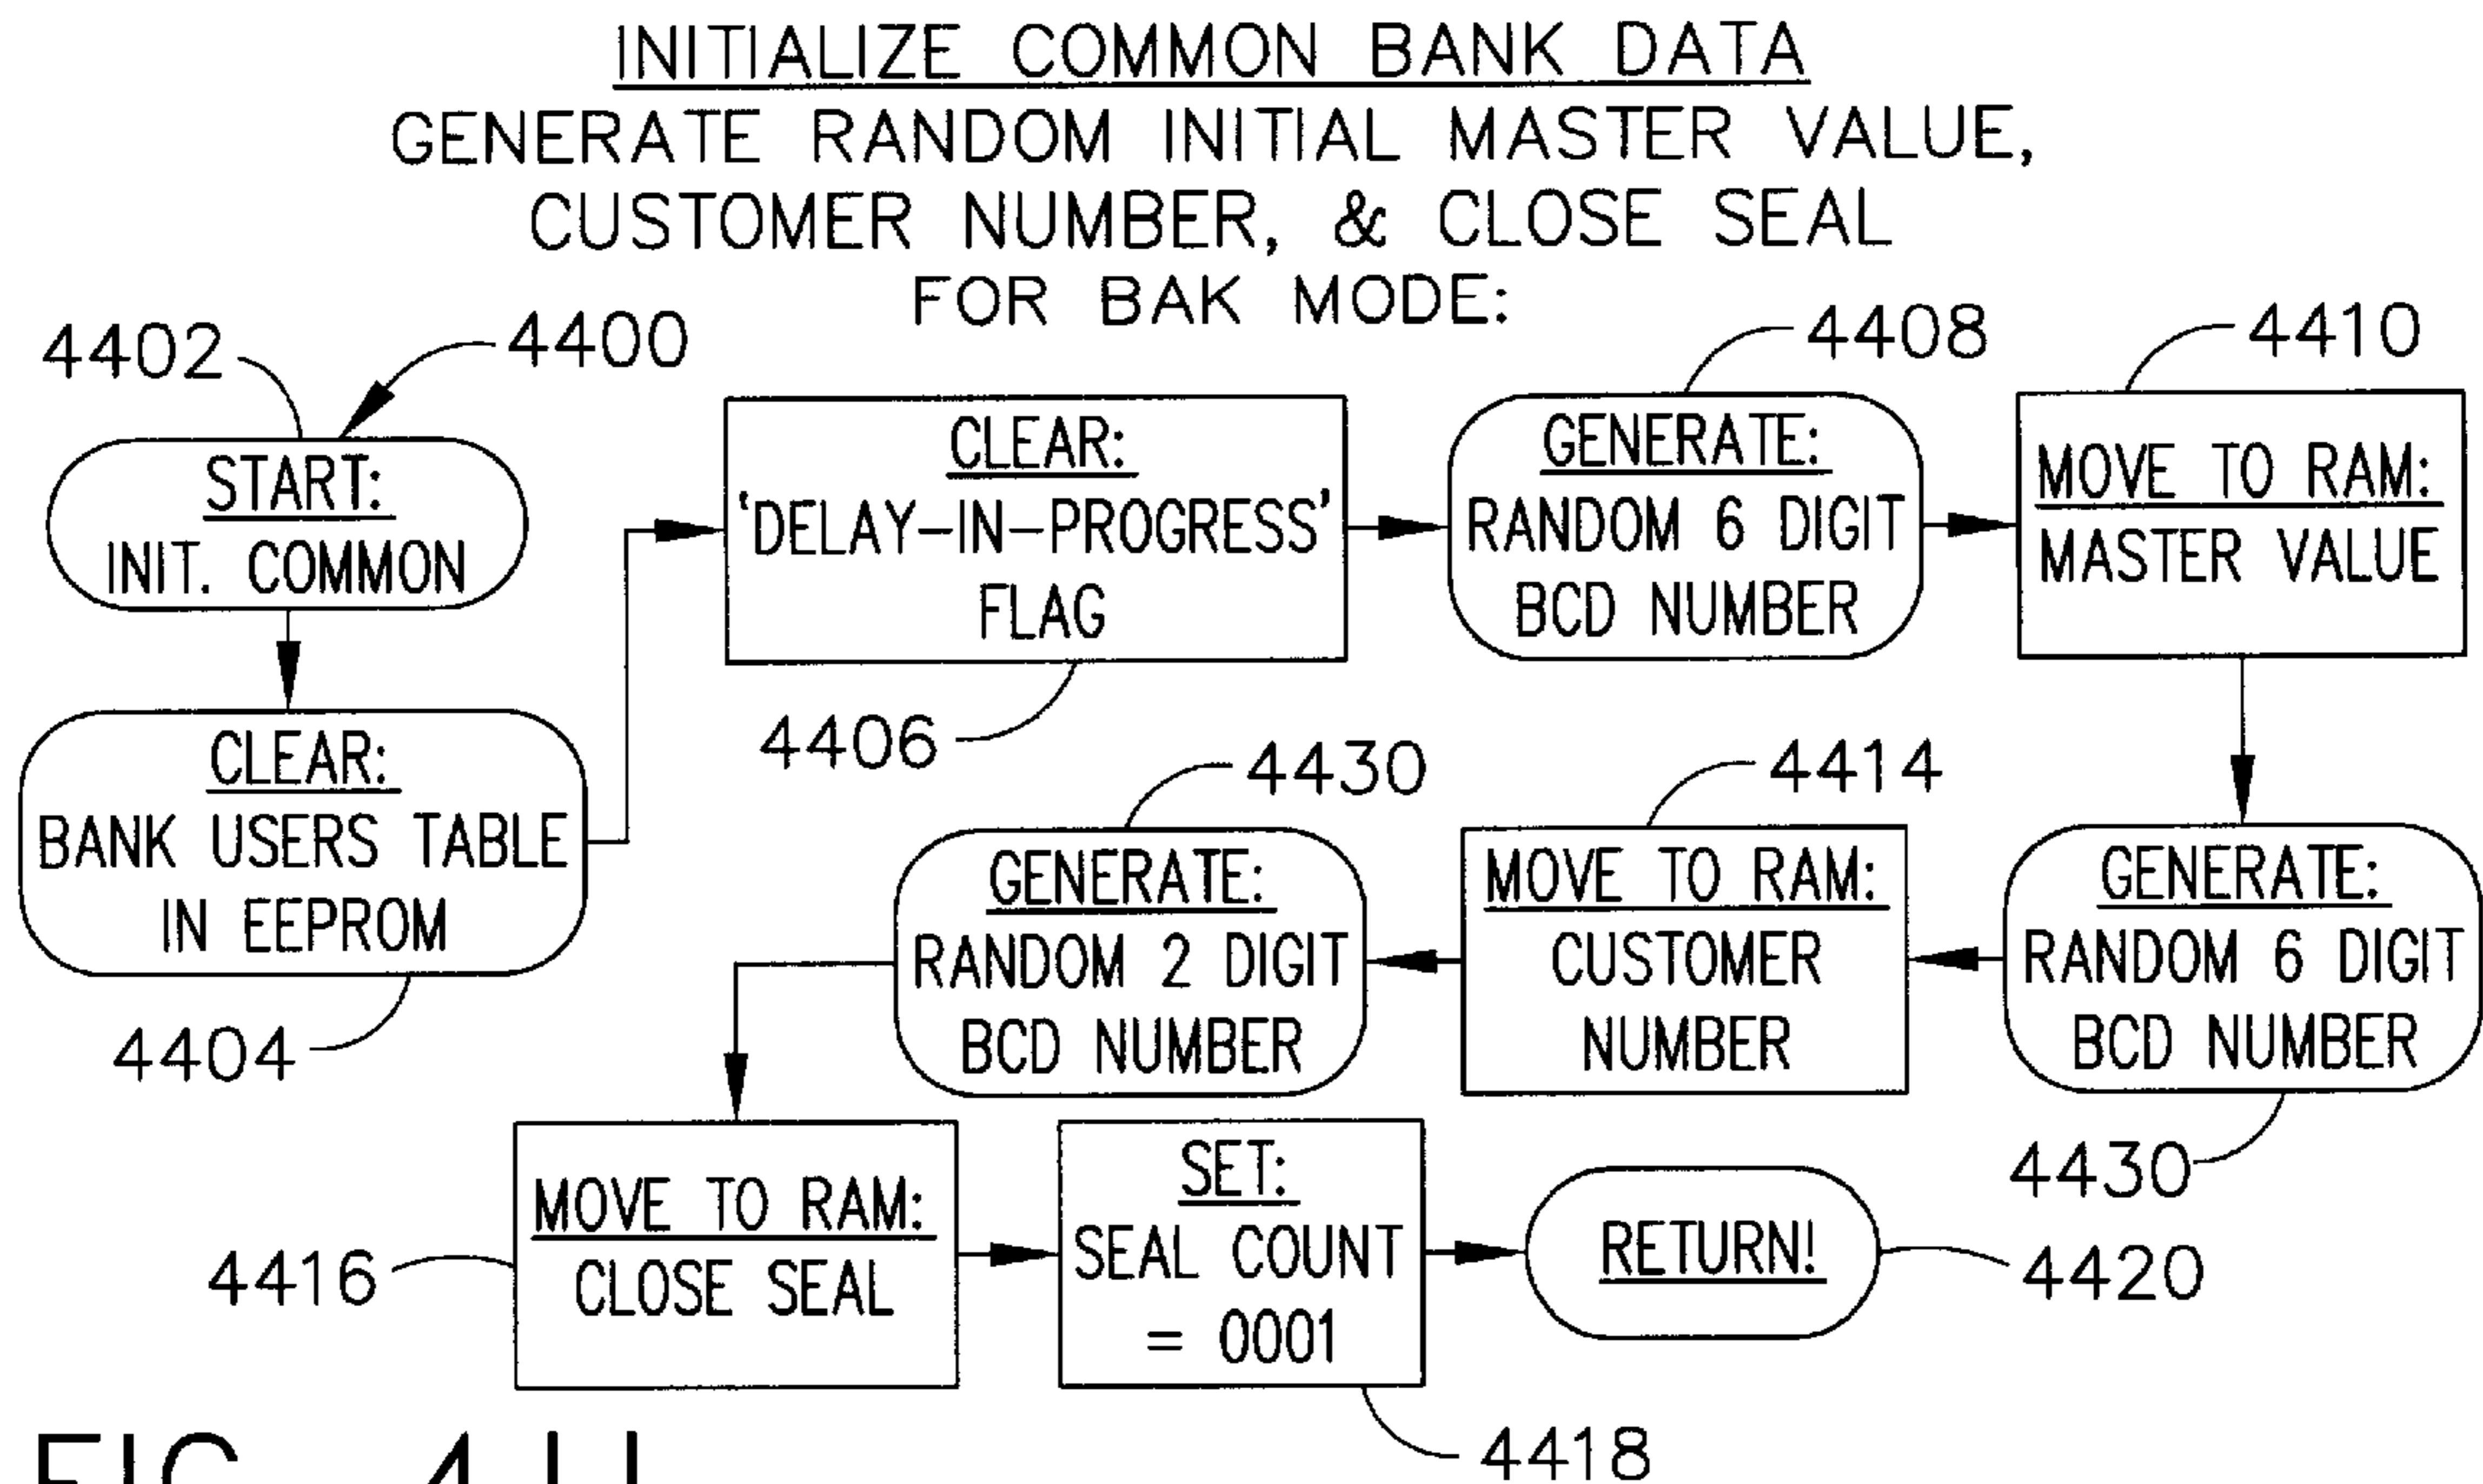 INITIALIZE COMMON BANK DATA
GENERATE RANDOM INITIAL MASTER VALUE,
CUSTOMER NUMBER, & CLOSE SEAL
FOR BAK MODE:
4402
4400
START:
INIT. COMMON
CLEAR:
BANK USERS TABLE
IN EEPROM
4404
CLEAR:
'DELAY-IN-PROGRESS'
FLAG
4406
4408
GENERATE:
RANDOM 6 DIGIT
BCD NUMBER
4410
MOVE TO RAM:
MASTER VALUE
GENERATE:
RANDOM 6 DIGIT
BCD NUMBER
4430
4414
MOVE TO RAM:
CUSTOMER
NUMBER
4430
GENERATE:
RANDOM 2 DIGIT
BCD NUMBER
MOVE TO RAM:
CLOSE SEAL
4416
SET:
SEAL COUNT
= 0001
4418
RETURN!
4420